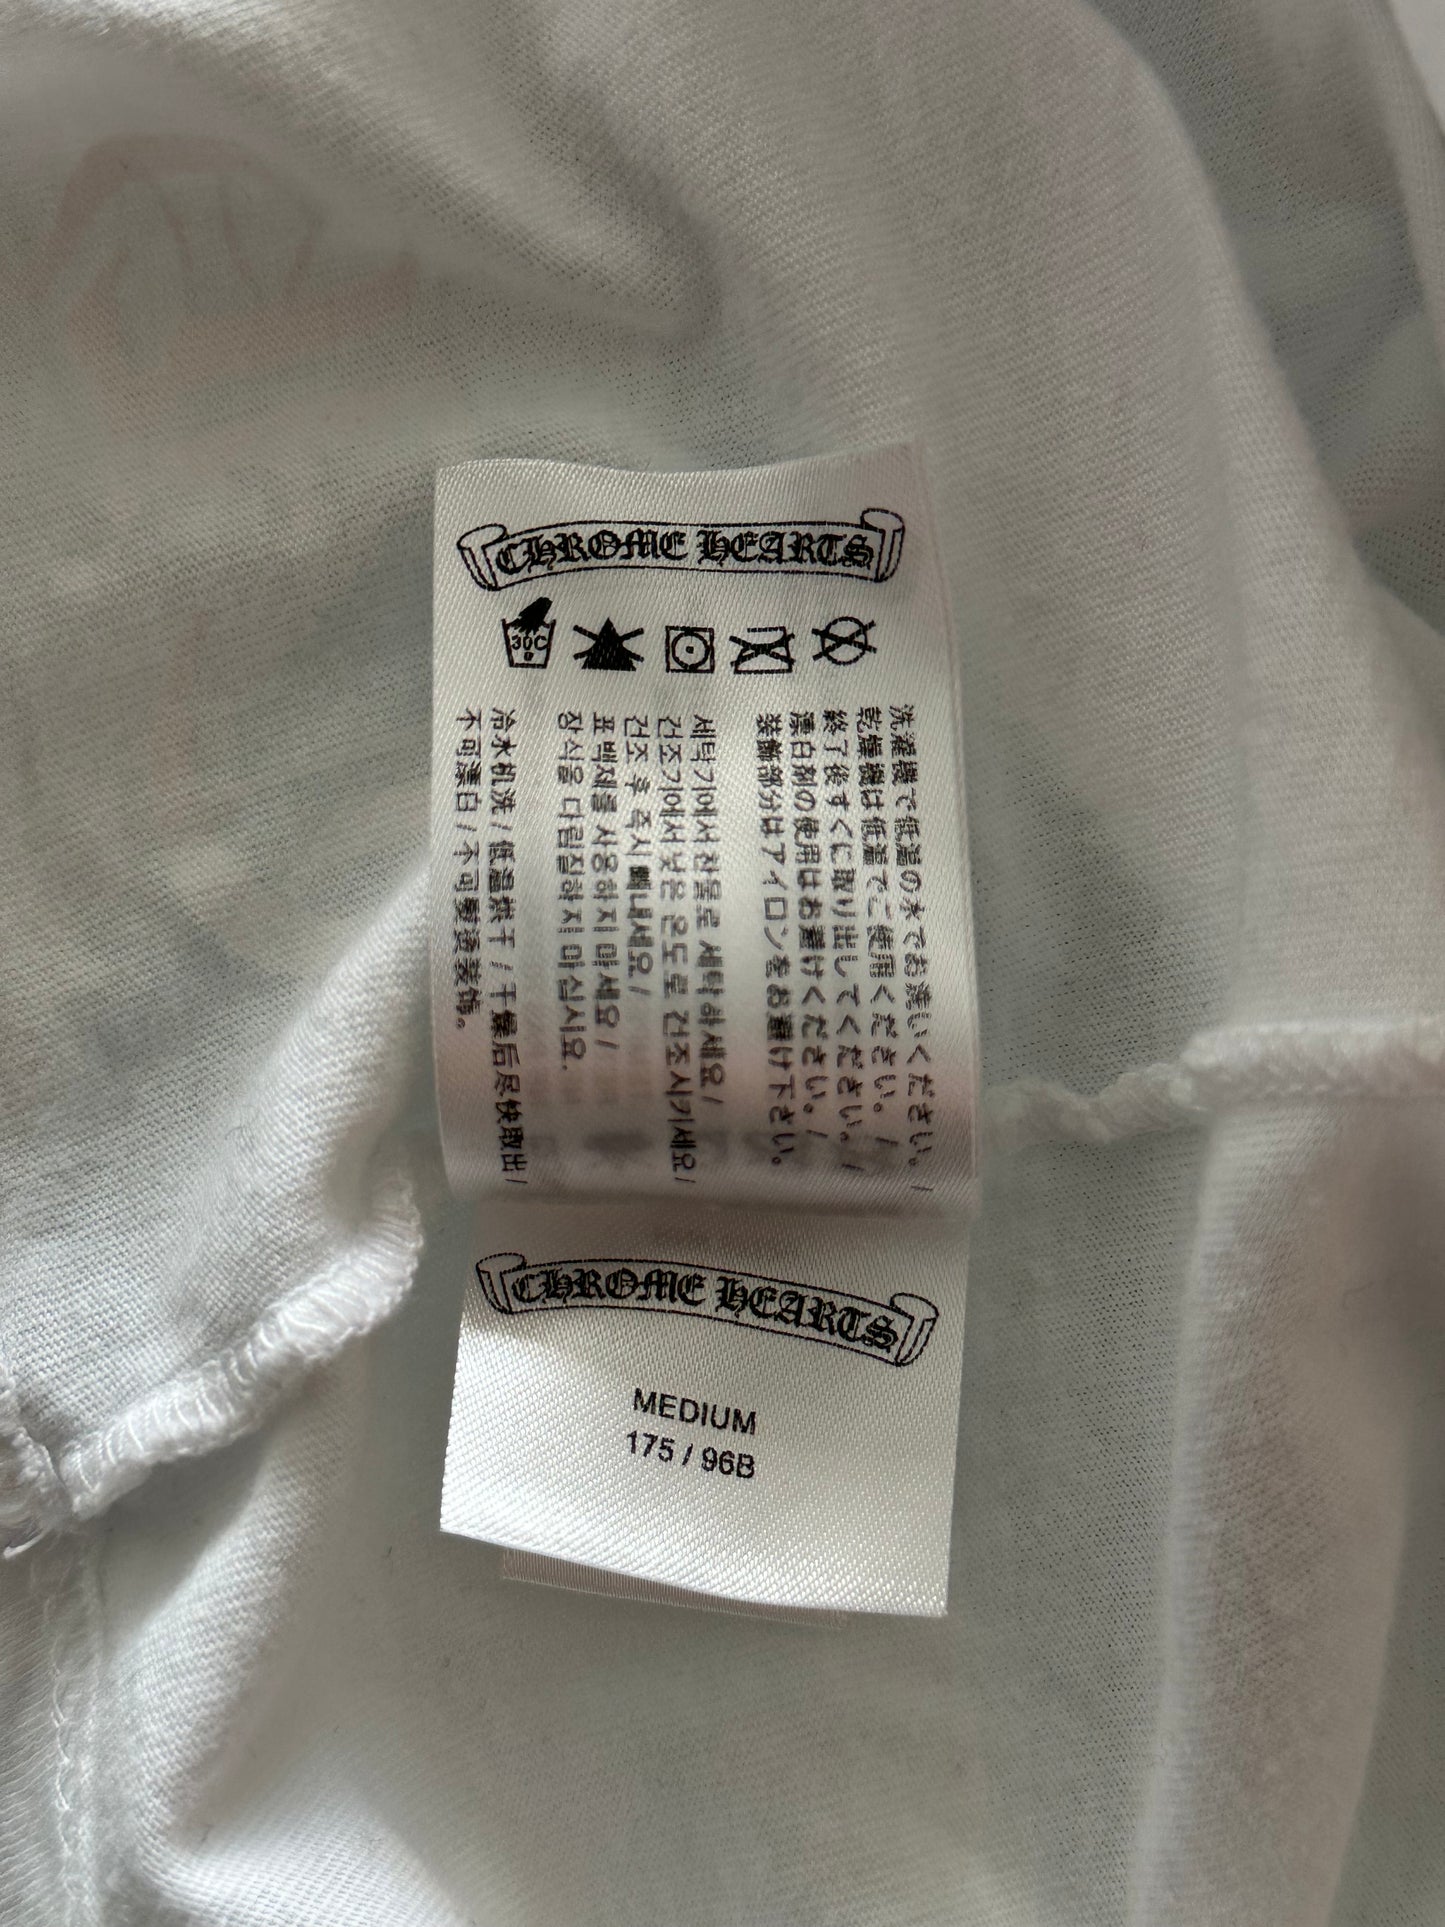 CHROME HEARTS
30C
洗濯機で低温の水でお洗いください。/
乾燥機は低温でご使用ください。/
終了後すぐに取り出してください。/
漂白剤の使用はお避けください。/
装飾部分はアイロンをお避け下さい。
세탁기에서 찬물로 세탁하세요 /
건조기에서 낮은 온도로 건조시키세요 /
건조 후 즉시 빼내세요 /
표백제를 사용하지 마세요 /
장식을 다림질하지 마십시요.
冷水机洗 / 低温烘干 / 干燥后尽快取出 /
不可漂白 / 不可熨烫装饰。
CHROME HEARTS
MEDIUM
175 / 96B